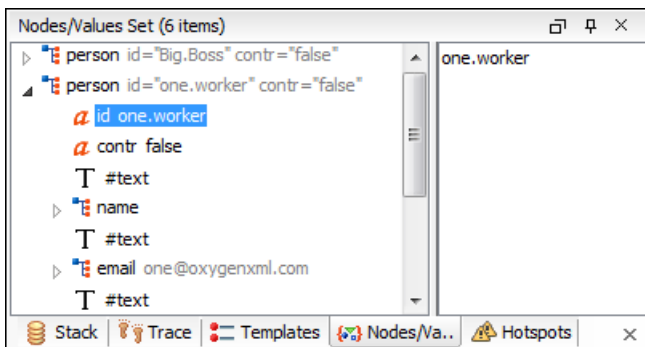 Nodes/Values Set (6 items)
person id="Big.Boss" contr="false"
person id="one.worker" contr="false"
a id one.worker
a contr false
T #text
name
T #text
email one@oxygenxml.com
T #text
one.worker
Stack Trace Templates Nodes/Va.. Hotspots